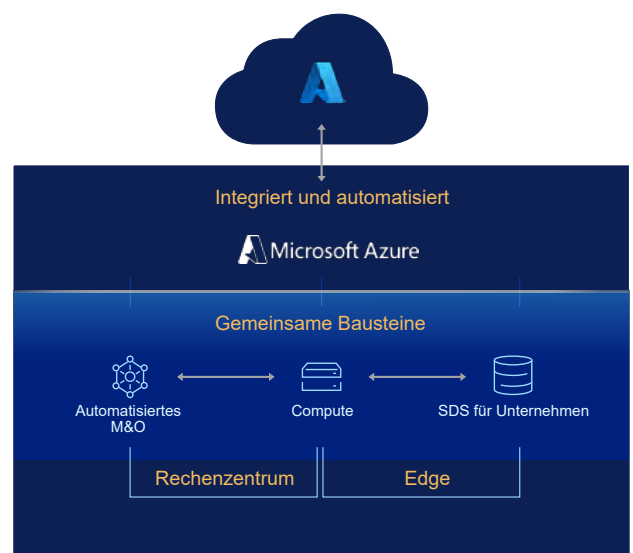 Integriert und automatisiert
Microsoft Azure
Gemeinsame Bausteine
Automatisiertes
M&O
Compute
SDS für Unternehmen
Rechenzentrum
Edge